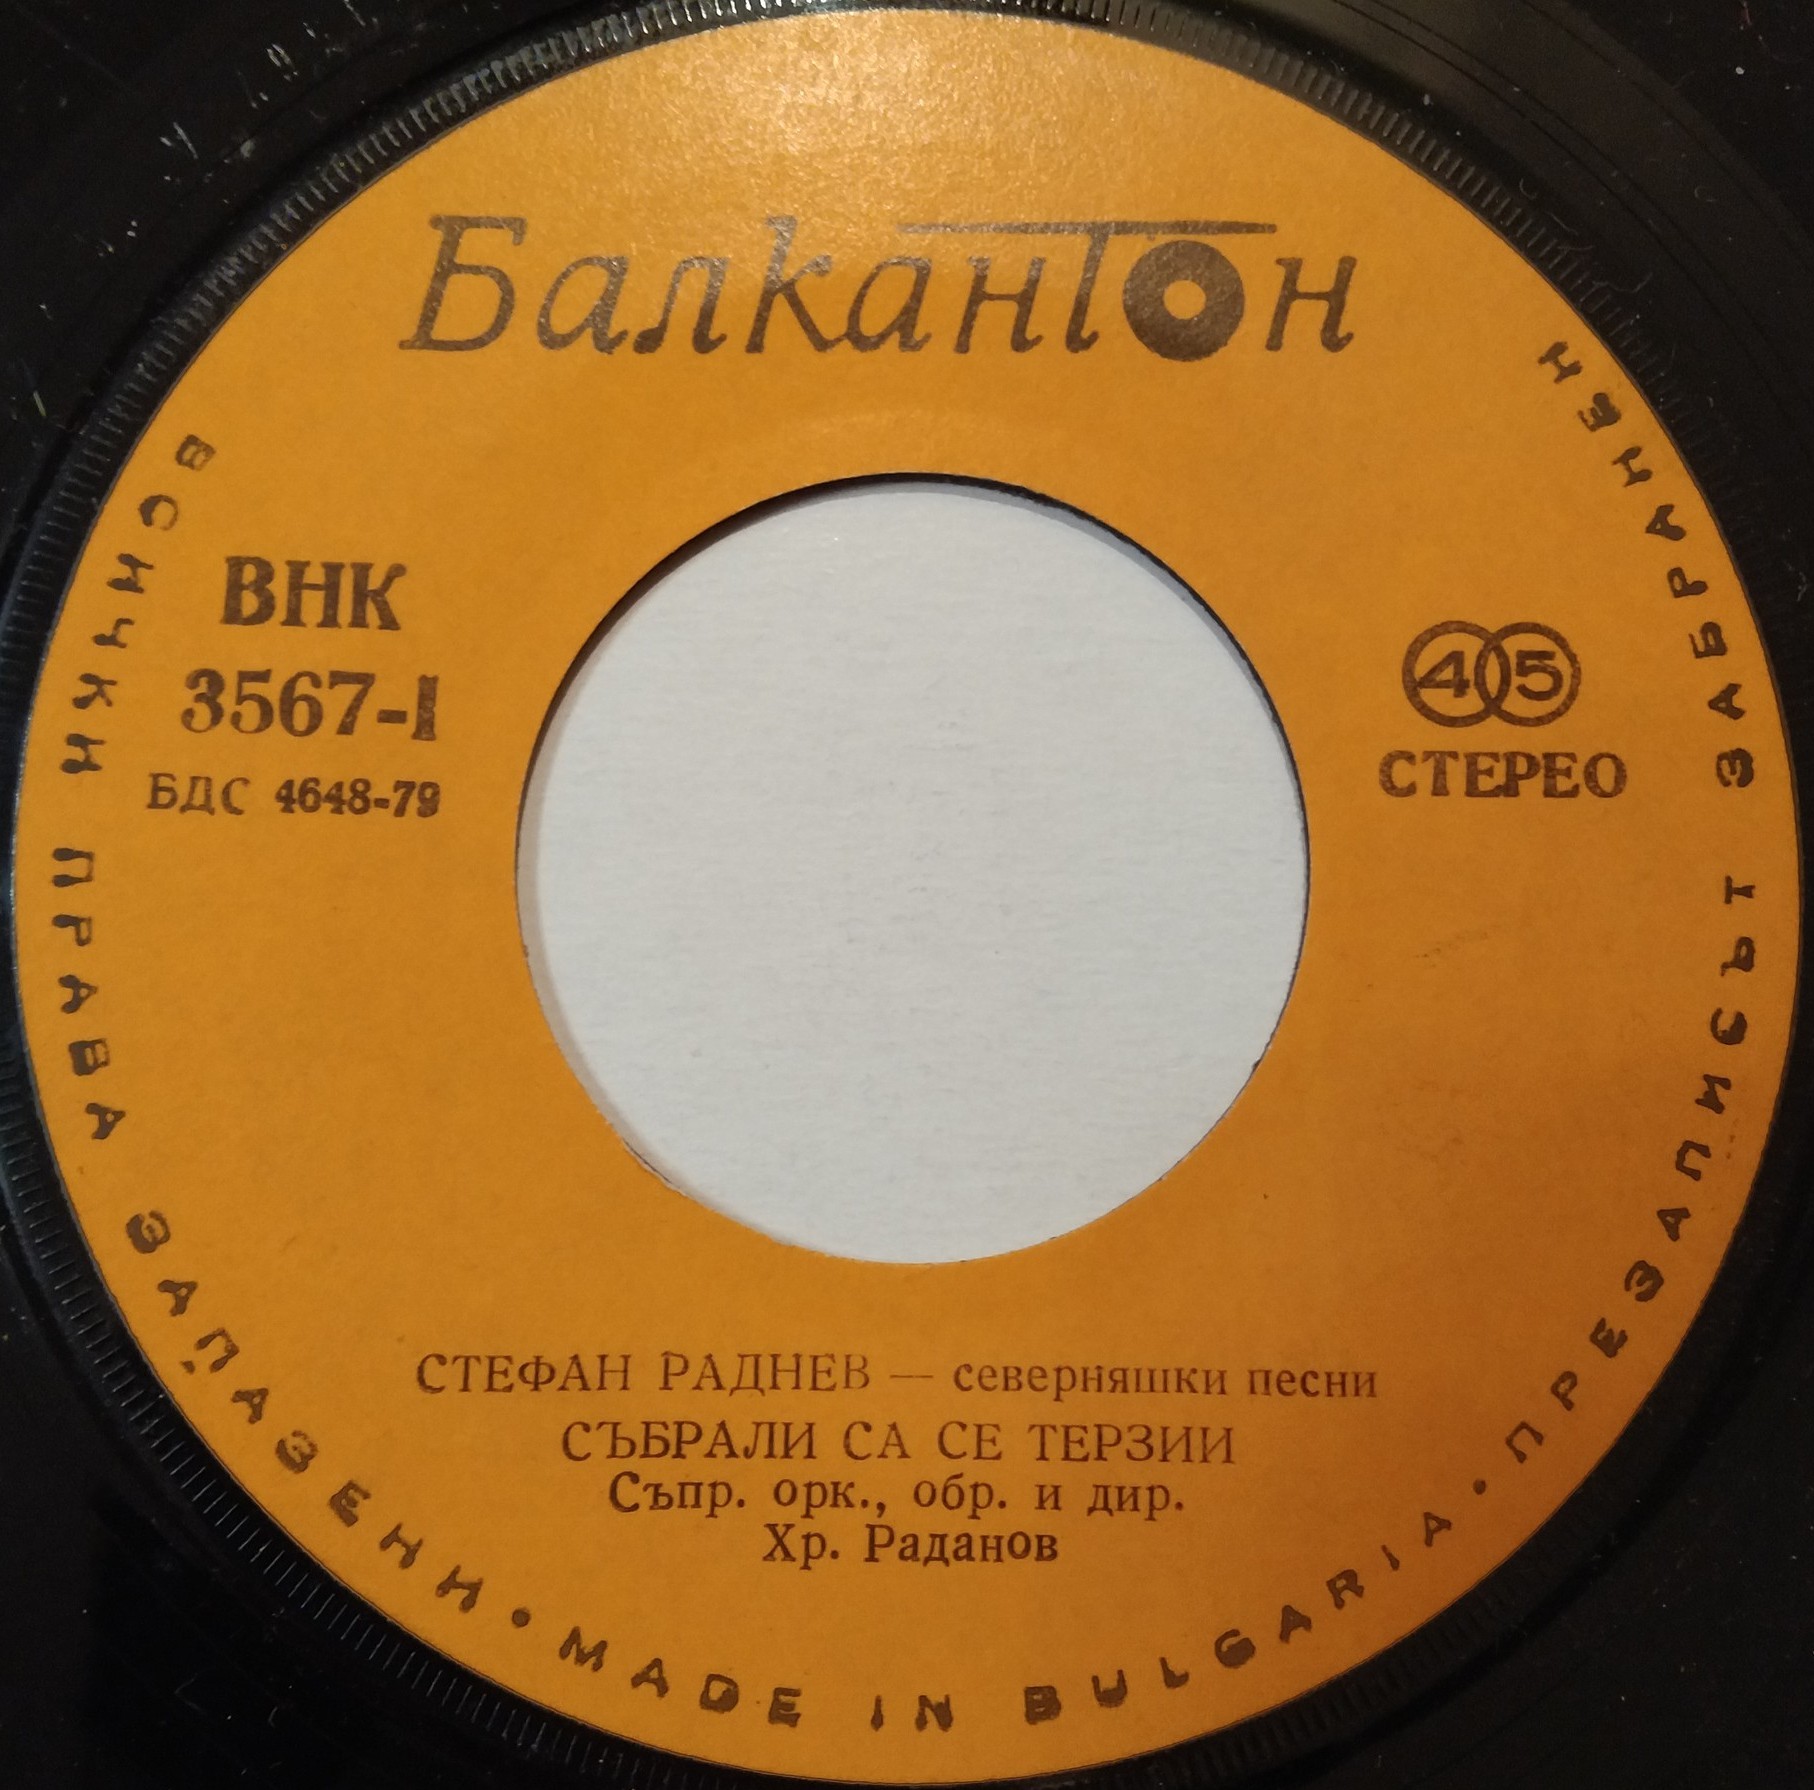 Балкантон
ВНК
3567-I
БДС 4648-79
45
СТЕРЕО
СТЕФАН РАДНЕВ — северняшки песни
СЪБРАЛИ СА СЕ ТЕРЗИИ
Съпр. орк., обр. и дир.
Хр. Раданов
ВСИЧКИ ПРАВА ЗАПАЗЕНИ • MADE IN BULGARIA • ПРЕЗАПИСЪТ ЗАБРАНЕН